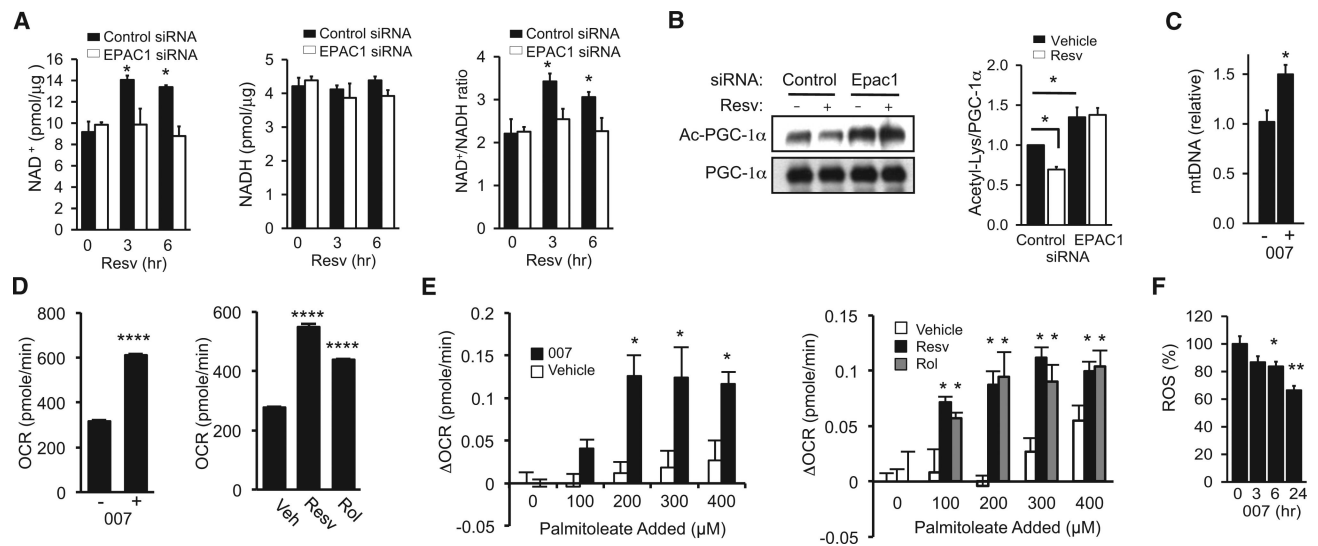 A
Control siRNA
EPAC1 siRNA
NAD+ (pmol/µg)
16
14
12
10
8
6
4
2
0
* *
0 3 6
Resv (hr)
Control siRNA
EPAC1 siRNA
NADH (pmol/µg)
5
4
3
2
1
0
0 3 6
Resv (hr)
Control siRNA
EPAC1 siRNA
NAD+/NADH ratio
4
3
2
1
0
* *
0 3 6
Resv (hr)
B
siRNA: Control Epac1
Resv: - + - +
Ac-PGC-1α
PGC-1α
Vehicle
Resv
Acetyl-Lys/PGC-1α
2.0
1.5
1.0
0.5
0.0
*
*
Control EPAC1
siRNA
C
mtDNA (relative)
1.5
1.0
0.5
0.0
*
- +
007
D
OCR (pmole/min)
800
600
400
200
0
****
- +
007
OCR (pmole/min)
600
400
200
0
****
****
Veh Resv Rol
E
ΔOCR (pmole/min)
0.2
0.15
0.1
0.05
0
-0.05
007
Vehicle
* * *
0 100 200 300 400
Palmitoleate Added (µM)
ΔOCR (pmole/min)
0.15
0.1
0.05
0
-0.05
Vehicle
Resv
Rol
* * * * * * * *
0 100 200 300 400
Palmitoleate Added (µM)
F
ROS (%)
120
100
80
60
40
20
0
* **
0 3 6 24
007 (hr)